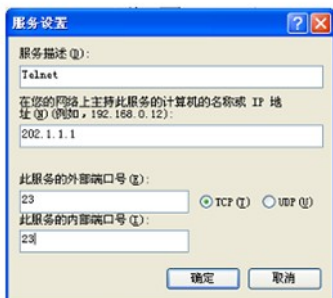 服务设置
服务描述(D):
Telnet
在您的网络上主持此服务的计算机的名称或 IP 地
址(N)(例如，192.168.0.12):
202.1.1.1
此服务的外部端口号(E):
23
TCP(T) UDP(U)
此服务的内部端口号(I):
23
确定 取消